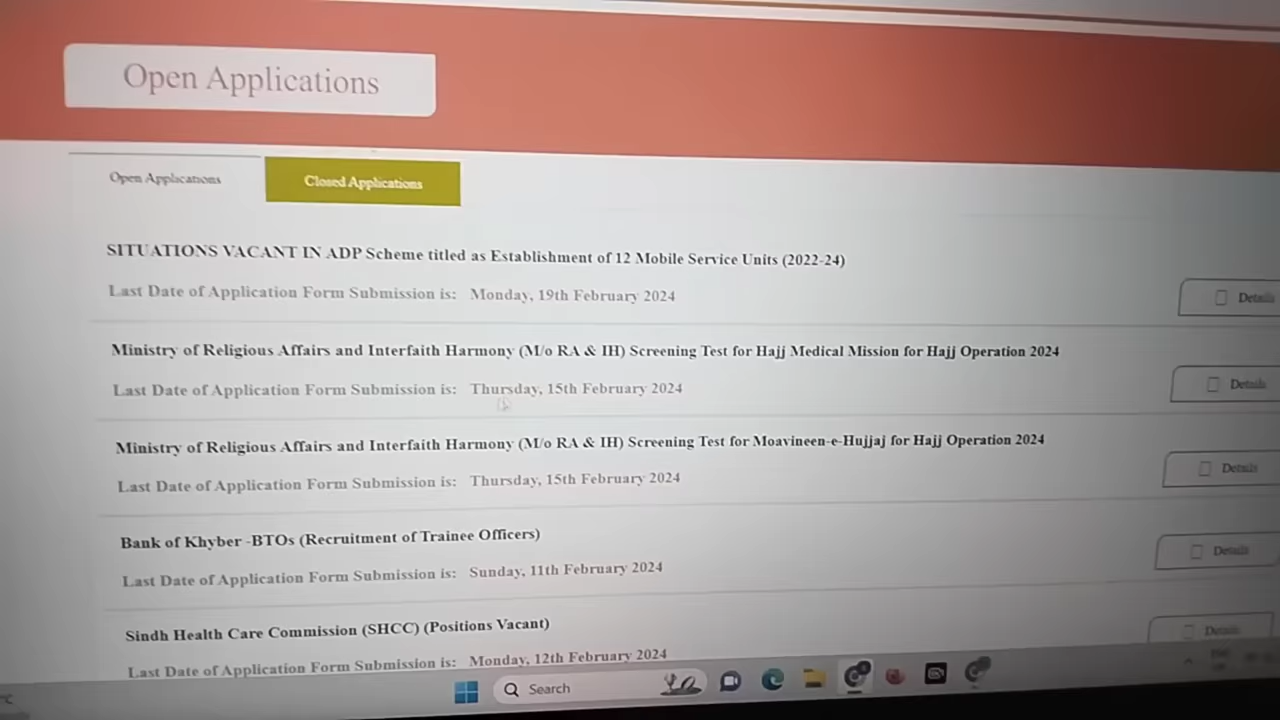 Open Applications
Open Applications
Closed Applications
SITUATIONS VACANT IN ADP Scheme titled as Establishment of 12 Mobile Service Units (2022-24)
Last Date of Application Form Submission is: Monday, 19th February 2024
Details
Ministry of Religious Affairs and Interfaith Harmony (M/o RA & IH) Screening Test for Hajj Medical Mission for Hajj Operation 2024
Last Date of Application Form Submission is: Thursday, 15th February 2024
Details
Ministry of Religious Affairs and Interfaith Harmony (M/o RA & IH) Screening Test for Moavineen-e-Hujjaj for Hajj Operation 2024
Last Date of Application Form Submission is: Thursday, 15th February 2024
Details
Bank of Khyber -BTOs (Recruitment of Trainee Officers)
Last Date of Application Form Submission is: Sunday, 11th February 2024
Details
Sindh Health Care Commission (SHCC) (Positions Vacant)
Last Date of Application Form Submission is: Monday, 12th February 2024
Details
Search